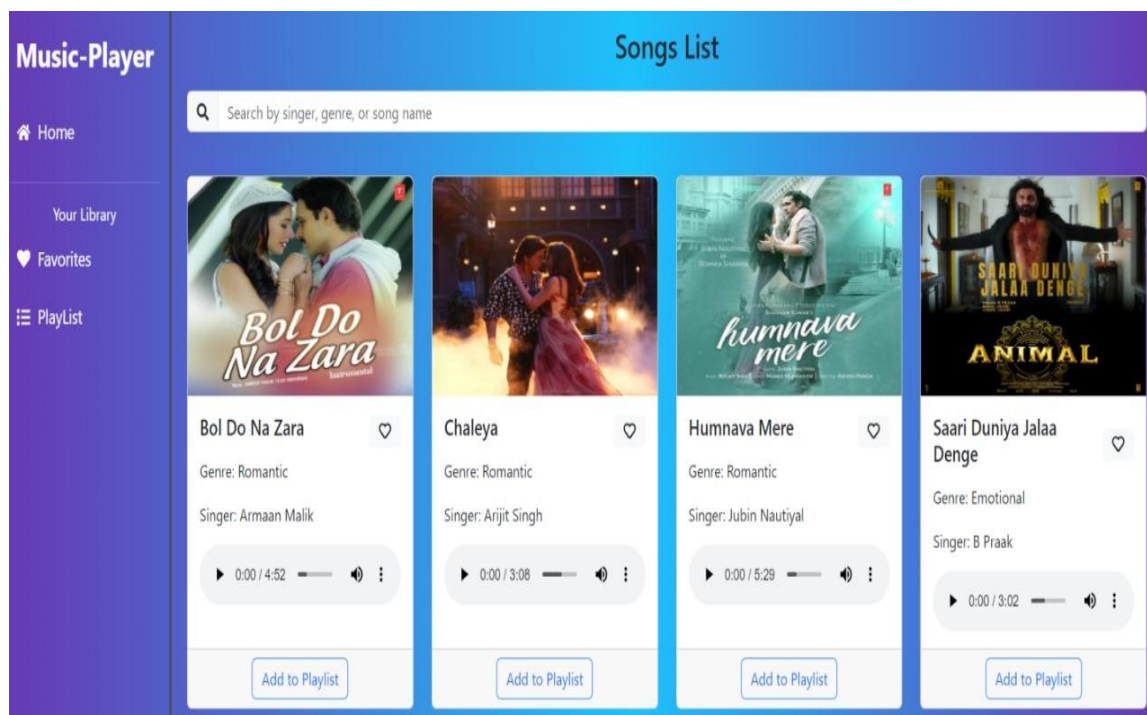 Music-Player
Home
Your Library
Favorites
PlayList
Songs List
Search by singer, genre, or song name
Bol Do
Na Zara
Instrumental
Bol Do Na Zara
Genre: Romantic
Singer: Armaan Malik
0:00 / 4:52
Add to Playlist
Chaleya
Genre: Romantic
Singer: Arijit Singh
0:00 / 3:08
Add to Playlist
humnava
mere
Humnava Mere
Genre: Romantic
Singer: Jubin Nautiyal
0:00 / 5:29
Add to Playlist
SAARI DUNIYA
JALAA DENGE
ANIMAL
Saari Duniya Jalaa
Denge
Genre: Emotional
Singer: B Praak
0:00 / 3:02
Add to Playlist